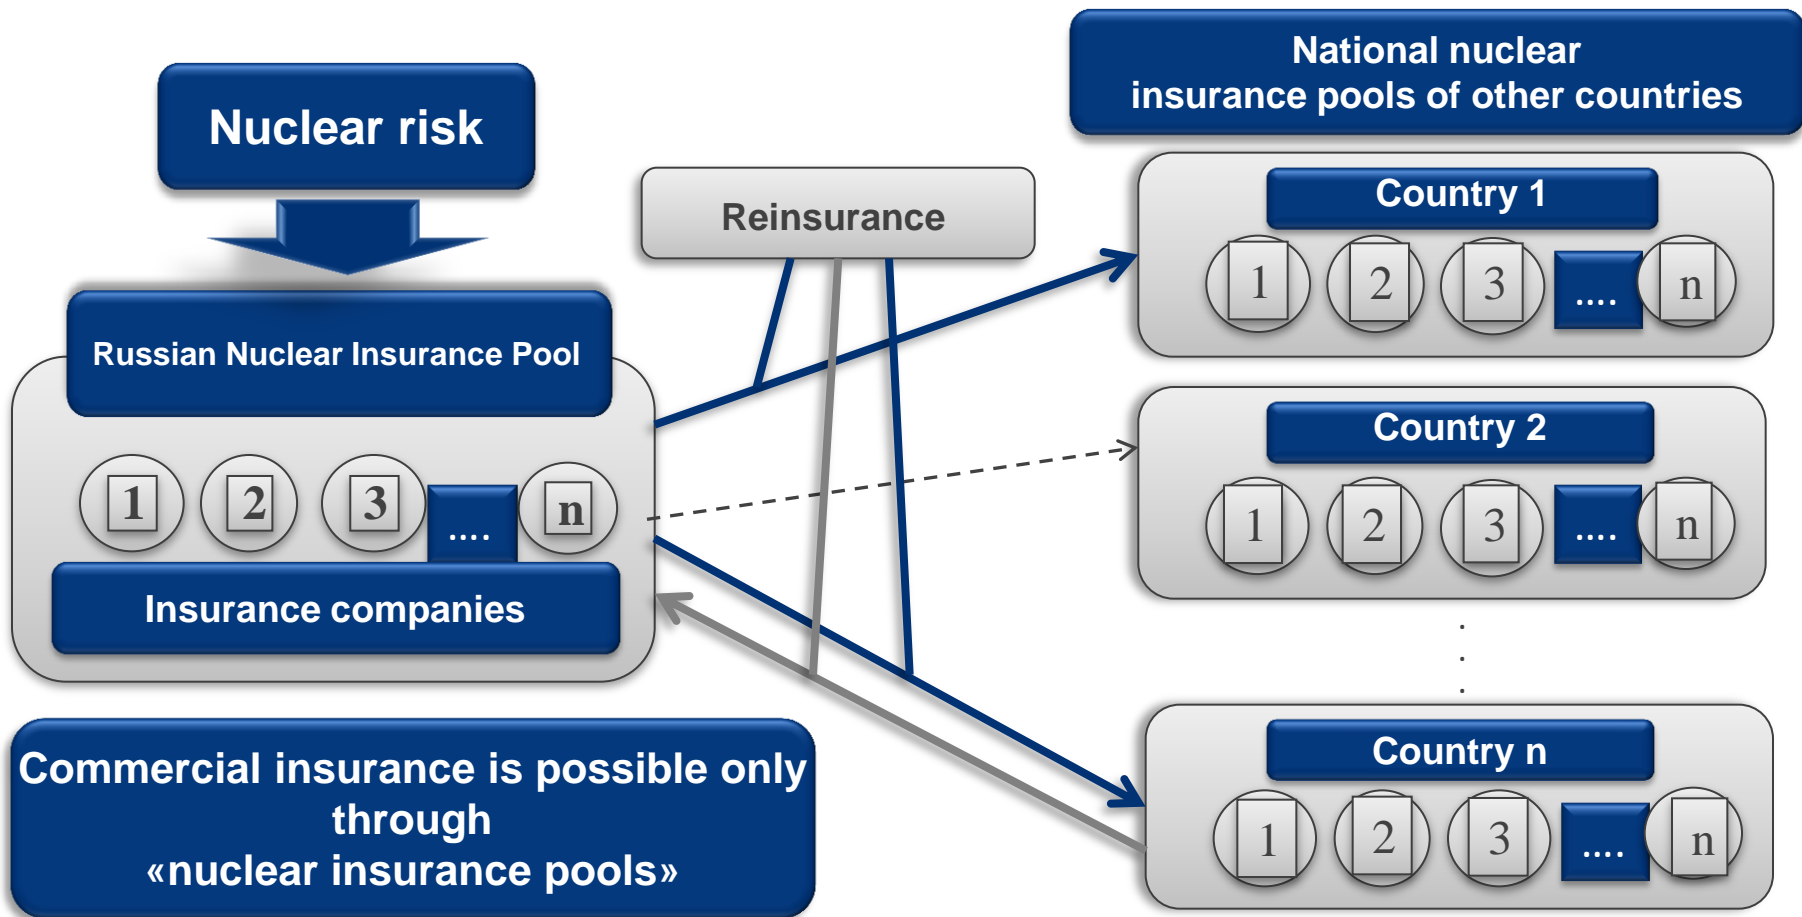 Nuclear risk
Russian Nuclear Insurance Pool
1 2 3 .... n
Insurance companies
Commercial insurance is possible only
through
«nuclear insurance pools»
Reinsurance
National nuclear
insurance pools of other countries
Country 1
1 2 3 .... n
Country 2
1 2 3 .... n
.
.
.
Country n
1 2 3 .... n